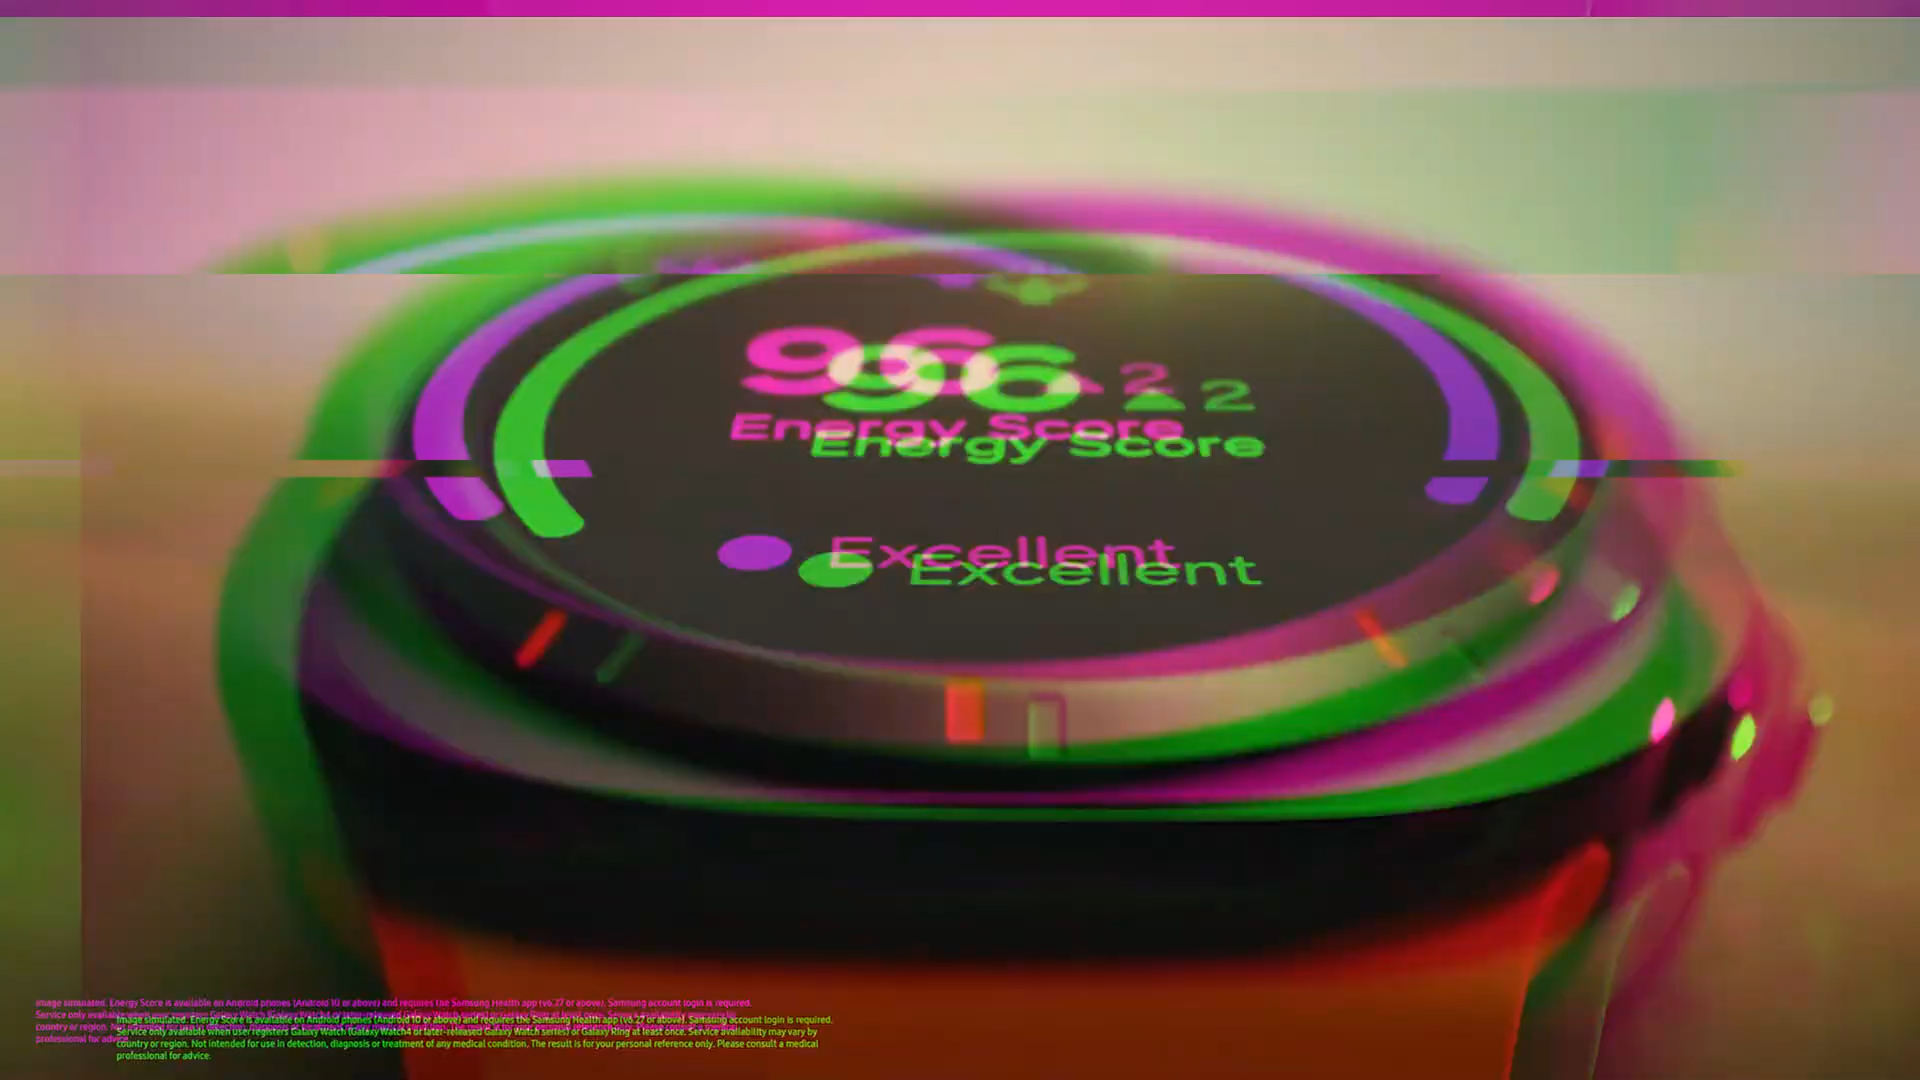 96 ▲ 2
Energy Score
Excellent
Image simulated. Energy Score is available on Android phones (Android 10 or above) and requires the Samsung Health app (v6.27 or above). Samsung account login is required.
Service only available when user registers Galaxy Watch (Galaxy Watch4 or later-released Galaxy Watch series) or Galaxy Ring at least once. Service availability may vary by
country or region. Not intended for use in detection, diagnosis or treatment of any medical condition. The result is for your personal reference only. Please consult a medical
professional for advice.